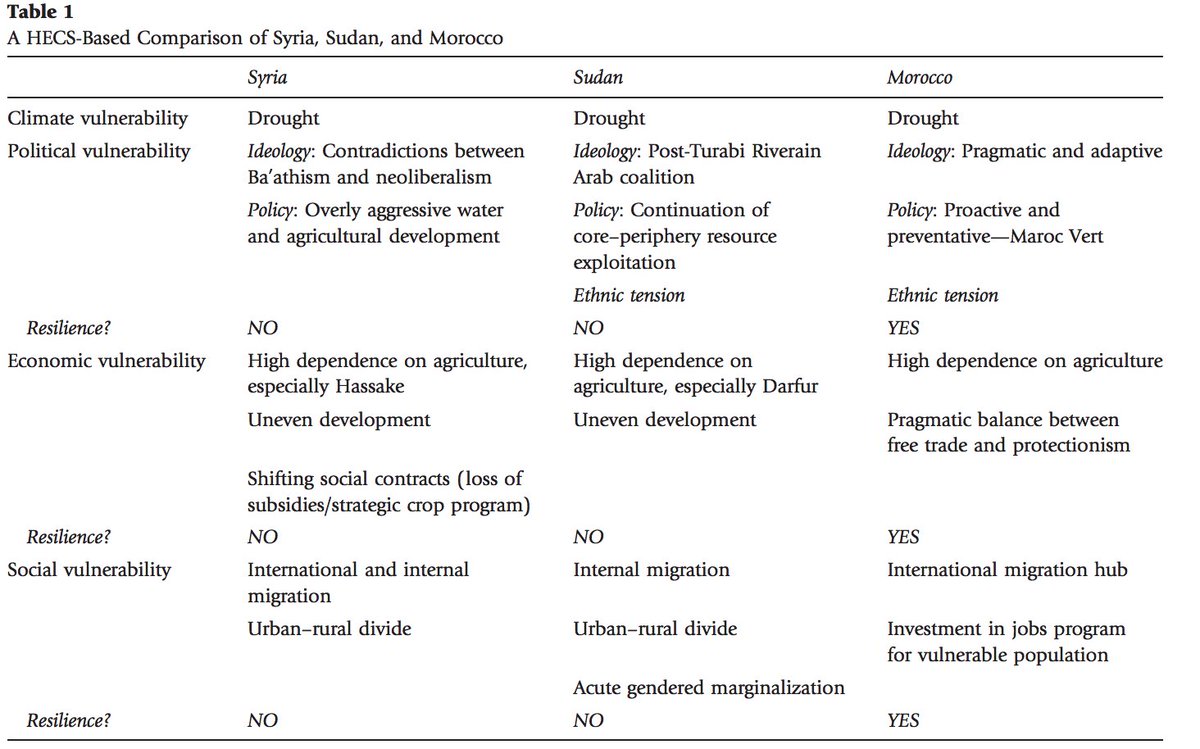 Table 1
A HECS-Based Comparison of Syria, Sudan, and Morocco
Syria Sudan Morocco
Climate vulnerability Drought Drought Drought
Political vulnerability Ideology: Contradictions between Ideology: Post-Turabi Riverain Ideology: Pragmatic and adaptive
Ba’athism and neoliberalism Arab coalition
Policy: Overly aggressive water Policy: Continuation of Policy: Proactive and
and agricultural development core–periphery resource preventative—Maroc Vert
exploitation
Ethnic tension Ethnic tension
Resilience? NO NO YES
Economic vulnerability High dependence on agriculture, High dependence on High dependence on agriculture
especially Hassake agriculture, especially Darfur
Uneven development Uneven development Pragmatic balance between
free trade and protectionism
Shifting social contracts (loss of
subsidies/strategic crop program)
Resilience? NO NO YES
Social vulnerability International and internal Internal migration International migration hub
migration
Urban–rural divide Urban–rural divide Investment in jobs program
for vulnerable population
Acute gendered marginalization
Resilience? NO NO YES